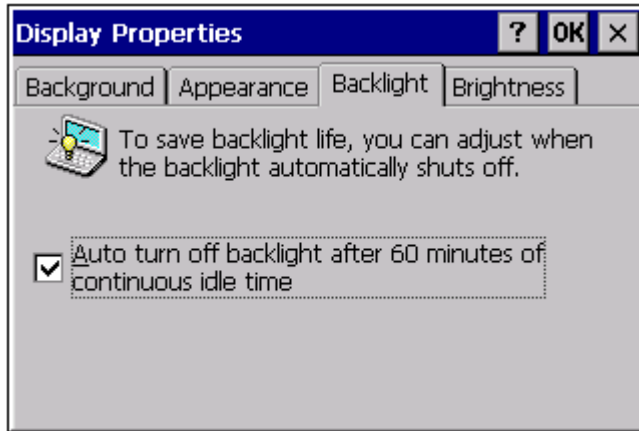 Display Properties ? OK ×
Background Appearance Backlight Brightness
To save backlight life, you can adjust when
the backlight automatically shuts off.
Auto turn off backlight after 60 minutes of
continuous idle time